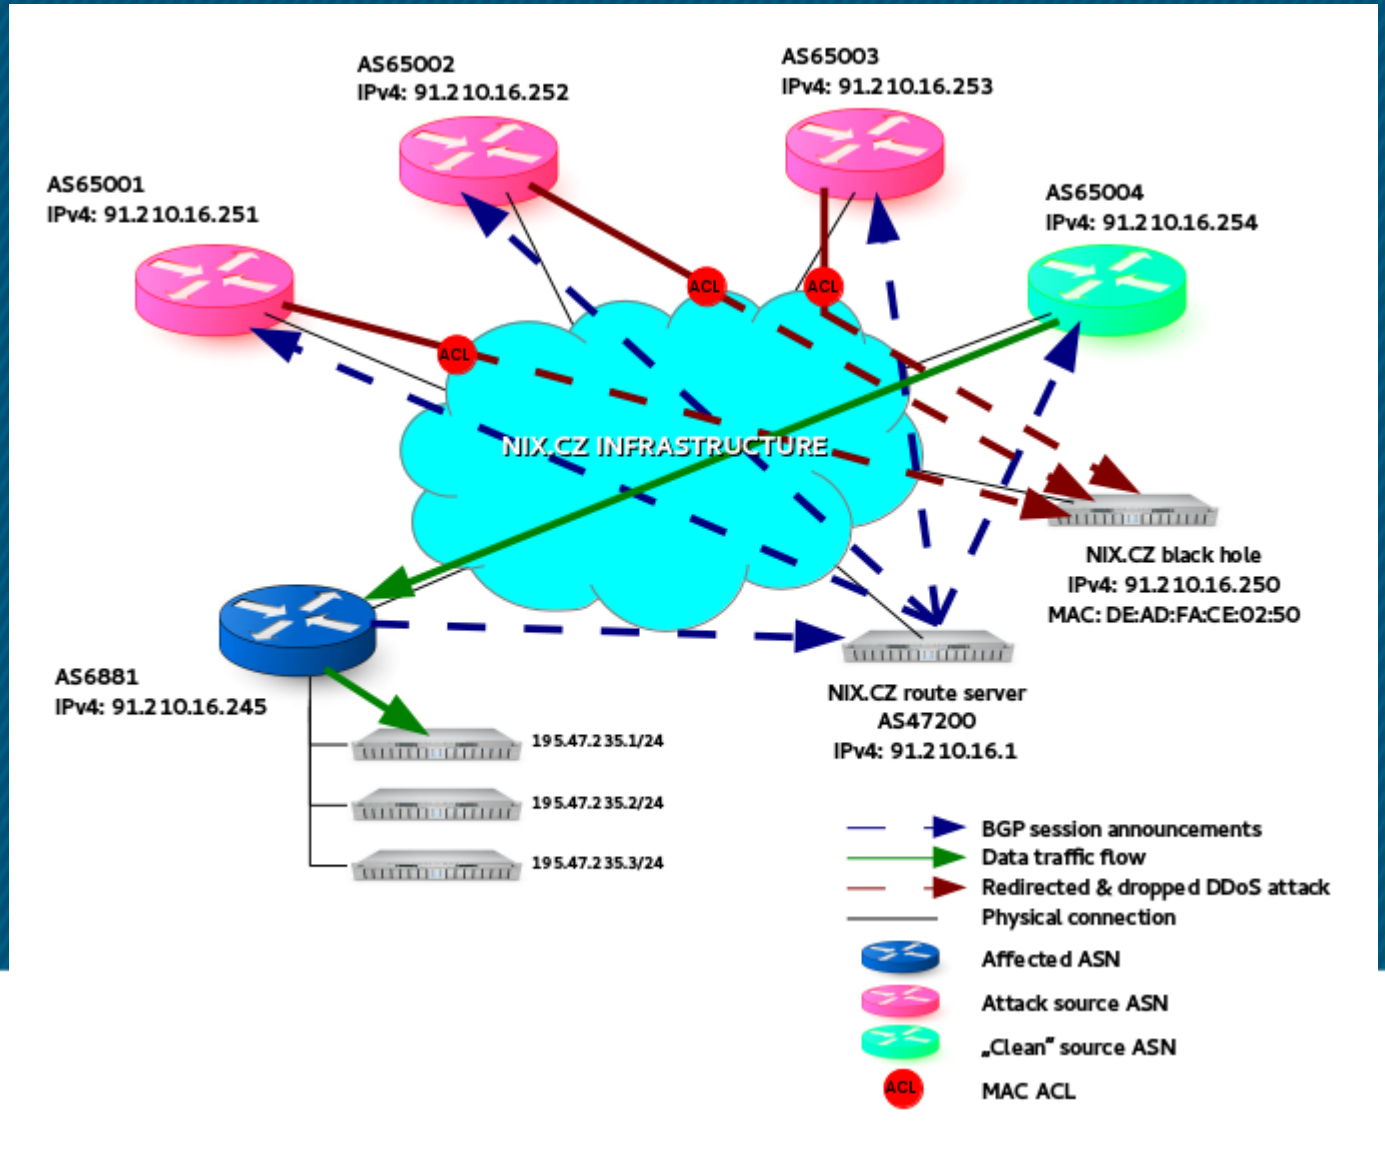 AS65002
IPv4: 91.210.16.252
AS65003
IPv4: 91.210.16.253
AS65001
IPv4: 91.210.16.251
AS65004
IPv4: 91.210.16.254
ACL
ACL
ACL
NIX.CZ INFRASTRUCTURE
NIX.CZ black hole
IPv4: 91.210.16.250
MAC: DE:AD:FA:CE:02:50
AS6881
IPv4: 91.210.16.245
NIX.CZ route server
AS47200
IPv4: 91.210.16.1
195.47.235.1/24
195.47.235.2/24
195.47.235.3/24
BGP session announcements
Data traffic flow
Redirected & dropped DDoS attack
Physical connection
Affected ASN
Attack source ASN
„Clean” source ASN
ACL
MAC ACL